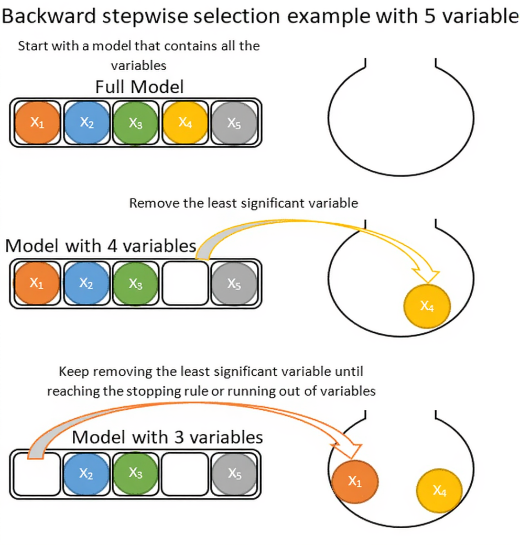 Backward stepwise selection example with 5 variable
Start with a model that contains all the
variables
Full Model
X1 X2 X3 X4 X5
Remove the least significant variable
Model with 4 variables
X1 X2 X3 X5
X4
Keep removing the least significant variable until
reaching the stopping rule or running out of variables
Model with 3 variables
X2 X3 X5
X1 X4